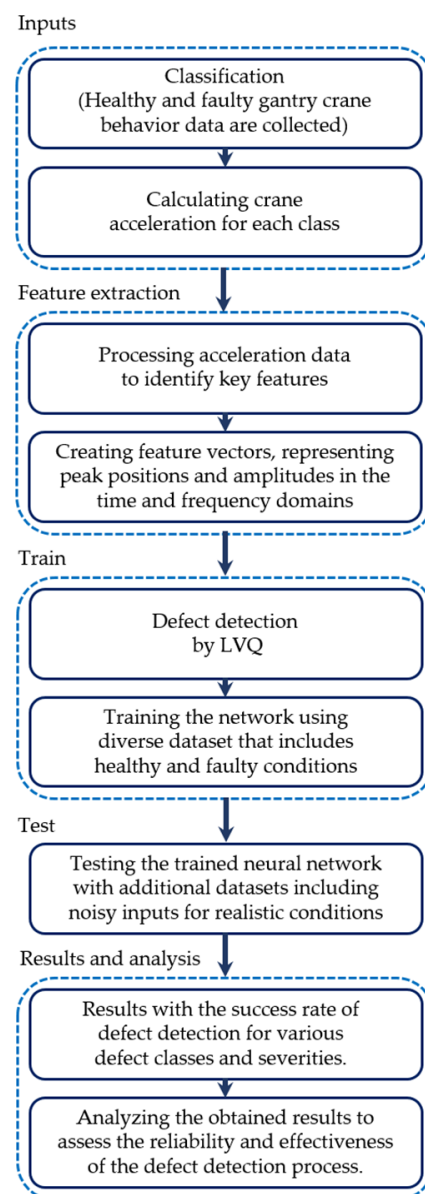 Inputs
Classification
(Healthy and faulty gantry crane
behavior data are collected)
Calculating crane
acceleration for each class
Feature extraction
Processing acceleration data
to identify key features
Creating feature vectors, representing
peak positions and amplitudes in the
time and frequency domains
Train
Defect detection
by LVQ
Training the network using
diverse dataset that includes
healthy and faulty conditions
Test
Testing the trained neural network
with additional datasets including
noisy inputs for realistic conditions
Results and analysis
Results with the success rate of
defect detection for various
defect classes and severities.
Analyzing the obtained results to
assess the reliability and effectiveness
of the defect detection process.